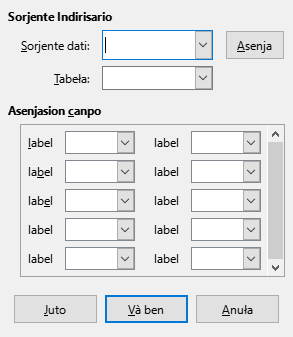 Sorjente Indirisario
Sorjente dati:
Asenja
Tabeła:
Asenjasion canpo
label label
label label
label label
label label
label label
Juto Và ben Anuła